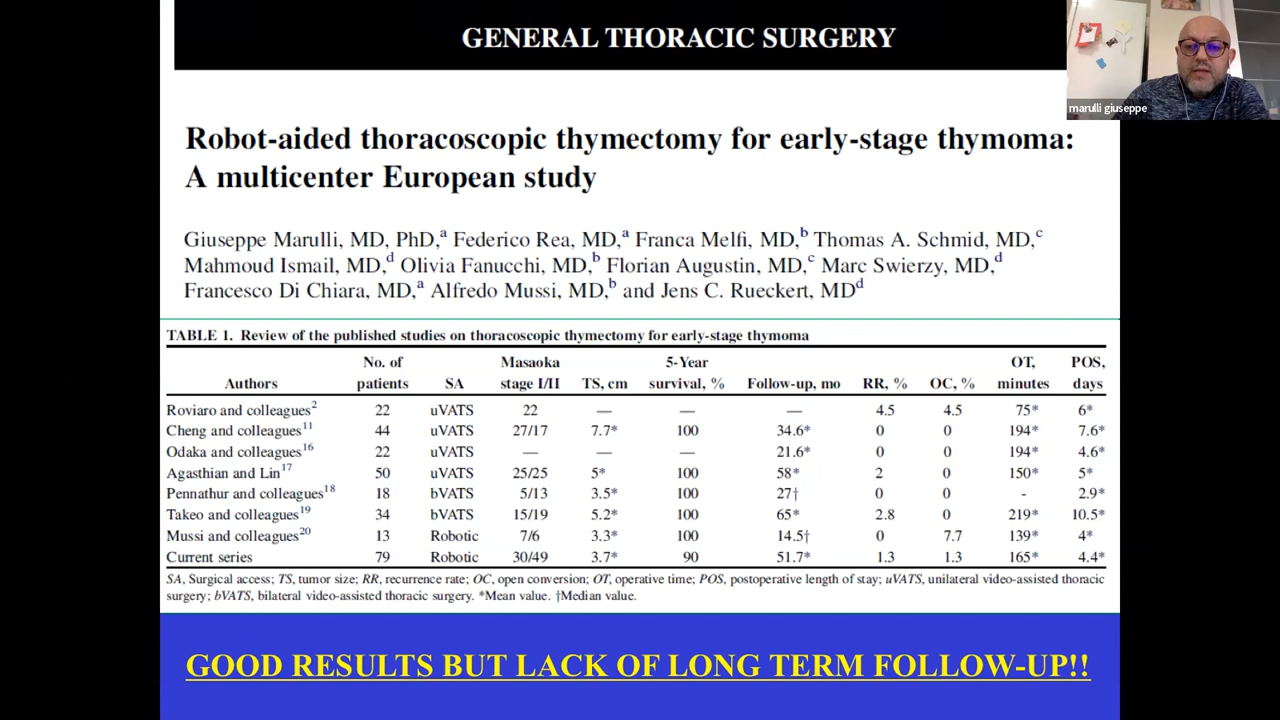 GENERAL THORACIC SURGERY
marulli giuseppe
Robot-aided thoracoscopic thymectomy for early-stage thymoma:
A multicenter European study
Giuseppe Marulli, MD, PhD,a Federico Rea, MD,a Franca Melfi, MD,b Thomas A. Schmid, MD,c
Mahmoud Ismail, MD,d Olivia Fanucchi, MD,b Florian Augustin, MD,c Marc Swierzy, MD,d
Francesco Di Chiara, MD,a Alfredo Mussi, MD,b and Jens C. Rueckert, MDd
TABLE 1. Review of the published studies on thoracoscopic thymectomy for early-stage thymoma
No. of Masaoka 5-Year OT, POS,
Authors patients SA stage I/II TS, cm survival, % Follow-up, mo RR, % OC, % minutes days
Roviaro and colleagues2 22 uVATS 22 — — — 4.5 4.5 75* 6*
Cheng and colleagues11 44 uVATS 27/17 7.7* 100 34.6* 0 0 194* 7.6*
Odaka and colleagues16 22 uVATS — — — 21.6* 0 0 194* 4.6*
Agasthian and Lin17 50 uVATS 25/25 5* 100 58* 2 0 150* 5*
Pennathur and colleagues18 18 bVATS 5/13 3.5* 100 27† 0 0 - 2.9*
Takeo and colleagues19 34 bVATS 15/19 5.2* 100 65* 2.8 0 219* 10.5*
Mussi and colleagues20 13 Robotic 7/6 3.3* 100 14.5† 0 7.7 139* 4*
Current series 79 Robotic 30/49 3.7* 90 51.7* 1.3 1.3 165* 4.4*
SA, Surgical access; TS, tumor size; RR, recurrence rate; OC, open conversion; OT, operative time; POS, postoperative length of stay; uVATS, unilateral video-assisted thoracic
surgery; bVATS, bilateral video-assisted thoracic surgery. *Mean value. †Median value.
GOOD RESULTS BUT LACK OF LONG TERM FOLLOW-UP!!